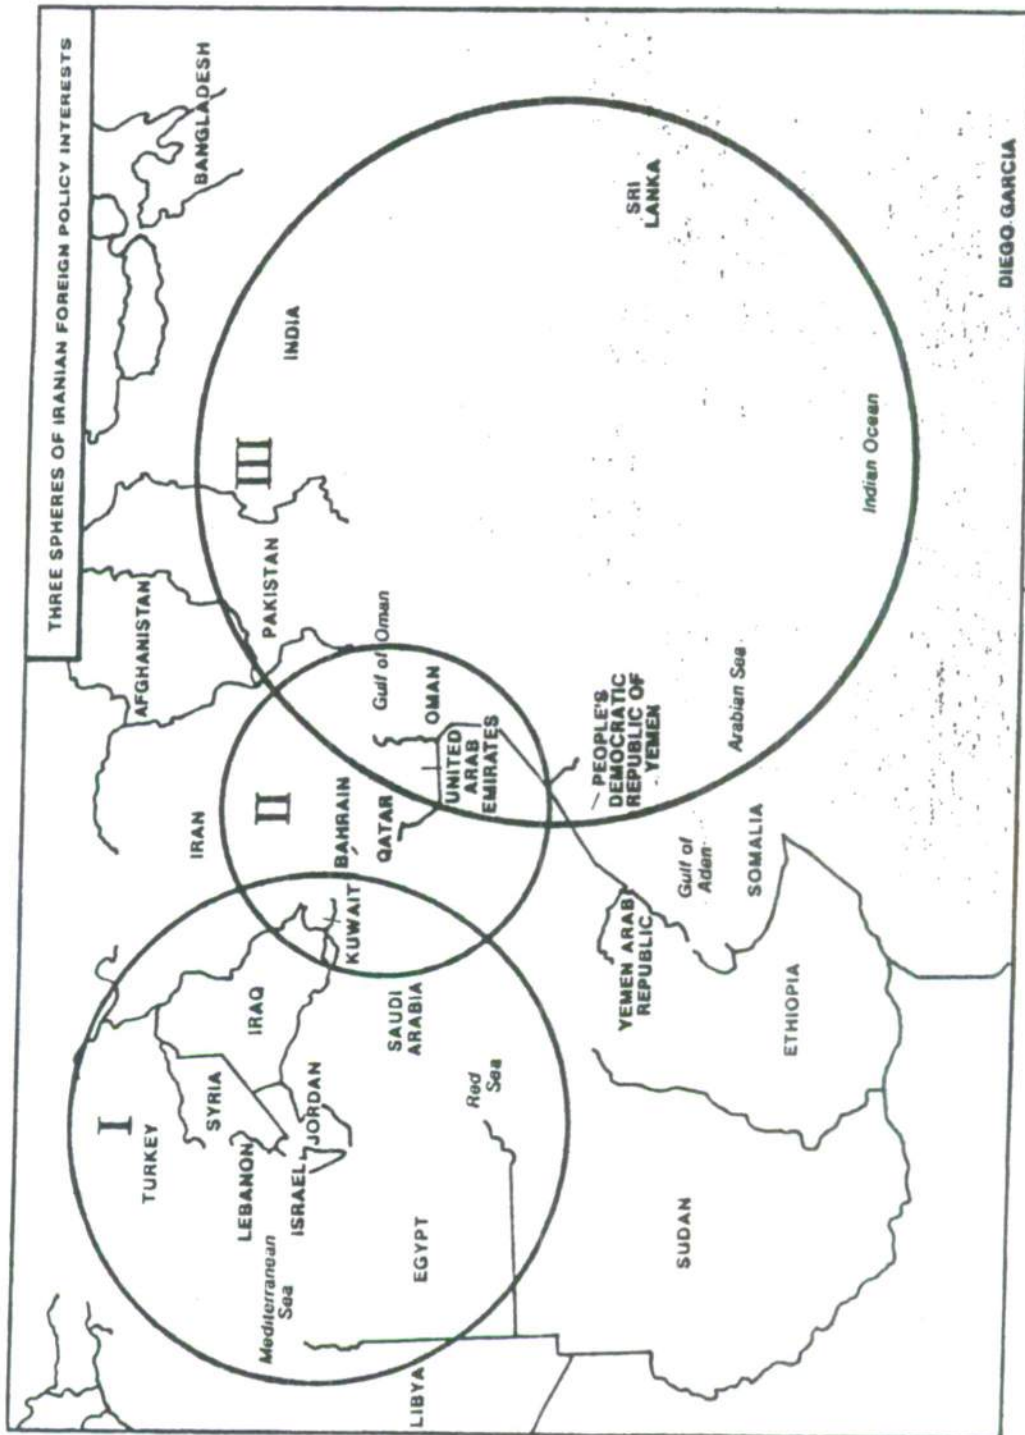 THREE SPHERES OF IRANIAN FOREIGN POLICY INTERESTS
I
TURKEY
SYRIA
LEBANON
ISRAEL
JORDAN
IRAQ
Mediterranean
Sea
EGYPT
LIBYA
Red
Sea
SAUDI
ARABIA
KUWAIT
IRAN
II
BAHRAIN
QATAR
UNITED
ARAB
EMIRATES
OMAN
Gulf of Oman
AFGHANISTAN
PAKISTAN
III
INDIA
BANGLADESH
SRI
LANKA
PEOPLE'S
DEMOCRATIC
REPUBLIC OF
YEMEN
YEMEN ARAB
REPUBLIC
Gulf of
Aden
Arabian Sea
SOMALIA
ETHIOPIA
SUDAN
Indian Ocean
DIEGO GARCIA